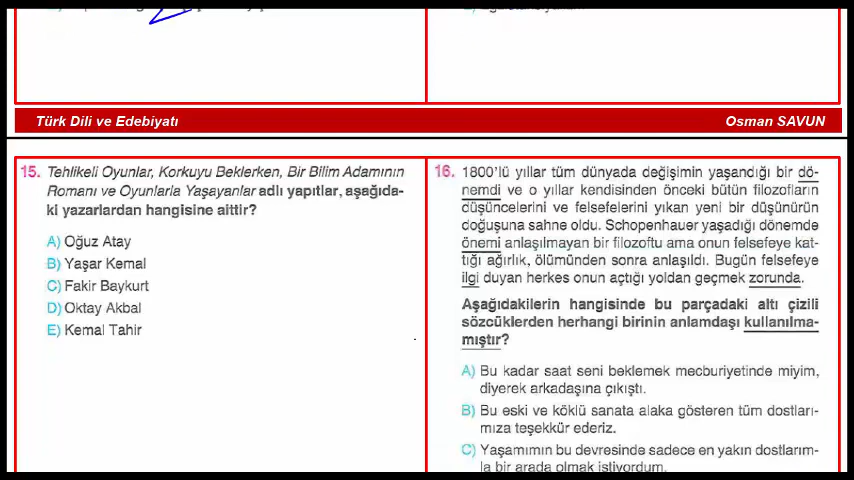 Türk Dili ve Edebiyatı
Osman SAVUN
15. Tehlikeli Oyunlar, Korkuyu Beklerken, Bir Bilim Adamının
Romanı ve Oyunlarla Yaşayanlar adlı yapıtlar, aşağıda-
ki yazarlardan hangisine aittir?
A) Oğuz Atay
B) Yaşar Kemal
C) Fakir Baykurt
D) Oktay Akbal
E) Kemal Tahir
16. 1800'lü yıllar tüm dünyada değişimin yaşandığı bir dö-
nemdi ve o yıllar kendisinden önceki bütün filozofların
düşüncelerini ve felsefelerini yıkan yeni bir düşünürün
doğuşuna sahne oldu. Schopenhauer yaşadığı dönemde
önemi anlaşılmayan bir filozoftu ama onun felsefeye kat-
tığı ağırlık, ölümünden sonra anlaşıldı. Bugün felsefeye
ilgi duyan herkes onun açtığı yoldan geçmek zorunda.
Aşağıdakilerin hangisinde bu parçadaki altı çizili
sözcüklerden herhangi birinin anlamdaşı kullanılma-
mıştır?
A) Bu kadar saat seni beklemek mecburiyetinde miyim,
diyerek arkadaşına çıkıştı.
B) Bu eski ve köklü sanata alaka gösteren tüm dostları-
mıza teşekkür ederiz.
C) Yaşamımın bu devresinde sadece en yakın dostlarım-
la bir arada olmak istiyordum.